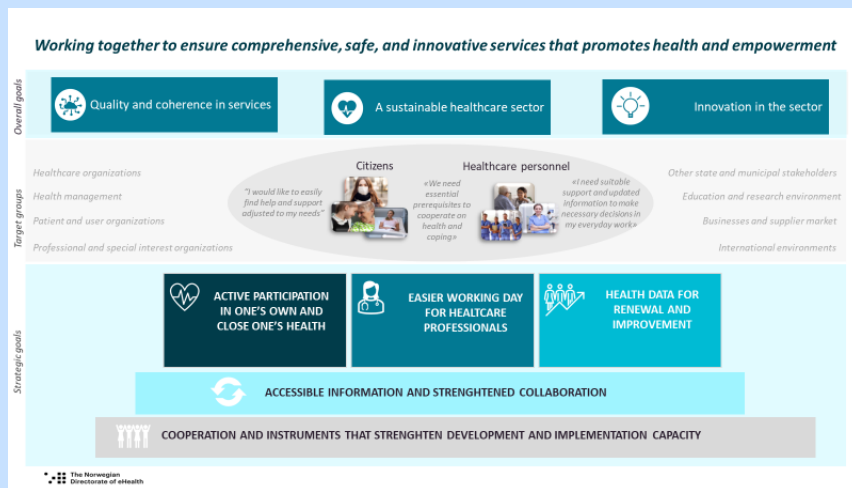 Working together to ensure comprehensive, safe, and innovative services that promotes health and empowerment
Overall goals
Quality and coherence in services
A sustainable healthcare sector
Innovation in the sector
Target groups
Healthcare organizations
Health management
Patient and user organizations
Professional and special interest organizations
Citizens
Healthcare personnel
"I would like to easily
find help and support
adjusted to my needs"
«We need
essential
prerequisites to
cooperate on
health and
coping»
«I need suitable
support and updated
information to make
necessary decisions in
my everyday work»
Other state and municipal stakeholders
Education and research environment
Businesses and supplier market
International environments
Strategic goals
ACTIVE PARTICIPATION
IN ONE'S OWN AND
CLOSE ONE'S HEALTH
EASIER WORKING DAY
FOR HEALTCARE
PROFESSIONALS
HEALTH DATA FOR
RENEWAL AND
IMPROVEMENT
ACCESSIBLE INFORMATION AND STRENGHTENED COLLABORATION
COOPERATION AND INSTRUMENTS THAT STRENGHTEN DEVELOPMENT AND IMPLEMENTATION CAPACITY
The Norwegian
Directorate of eHealth